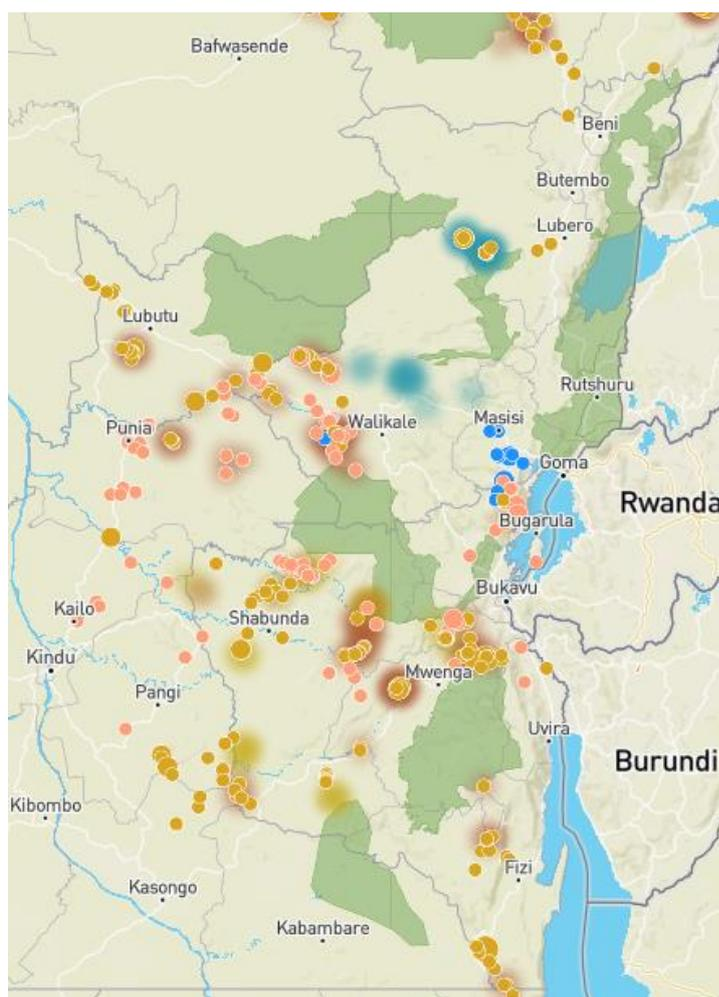 Bafwasende
Beni
Butembo
Lubero
Lubutu
Rutshuru
Punia
Walikale
Masisi
Goma
Rwanda
Bugarula
Bukavu
Kailo
Shabunda
Kindu
Mwenga
Pangi
Uvira
Burundi
Kibombo
Fizi
Kasongo
Kabambare